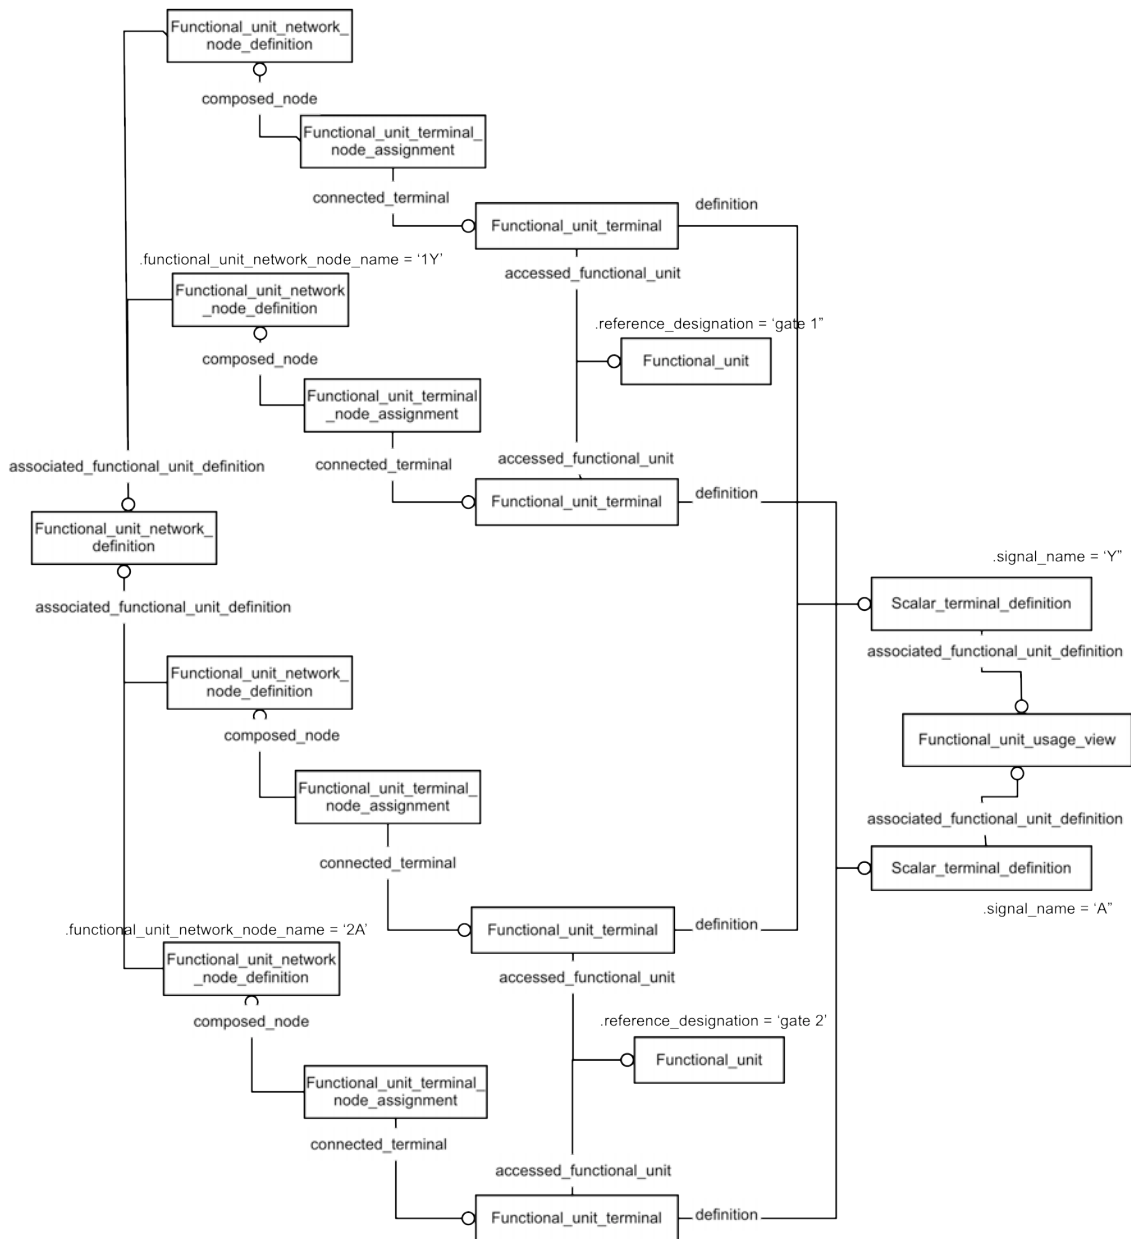 Functional_unit_network_
node_definition
composed_node
Functional_unit_terminal_
node_assignment
connected_terminal
definition
Functional_unit_terminal
.functional_unit_network_node_name = ‘1Y’
accessed_functional_unit
Functional_unit_network
_node_definition
.reference_designation = ‘gate 1”
composed_node
Functional_unit
Functional_unit_terminal
_node_assignment
associated_functional_unit_definition
connected_terminal
accessed_functional_unit
Functional_unit_terminal
definition
Functional_unit_network_
definition
.signal_name = ‘Y”
associated_functional_unit_definition
Scalar_terminal_definition
associated_functional_unit_definition
Functional_unit_network_
node_definition
composed_node
Functional_unit_usage_view
Functional_unit_terminal_
node_assignment
associated_functional_unit_definition
connected_terminal
Scalar_terminal_definition
.signal_name = ‘A”
.functional_unit_network_node_name = ‘2A’
Functional_unit_terminal
definition
Functional_unit_network
_node_definition
accessed_functional_unit
composed_node
.reference_designation = ‘gate 2’
Functional_unit
Functional_unit_terminal_
node_assignment
connected_terminal
accessed_functional_unit
Functional_unit_terminal
definition